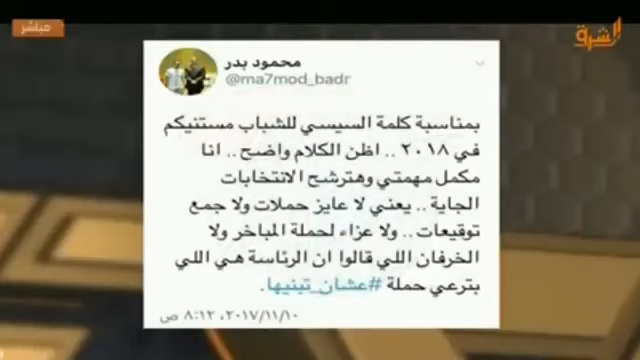 مباشر
الشرق
محمود بدر
@ma7mod_badr
بمناسبة كلمة السيسي للشباب مستنيكم
في ٢٠١٨ .. اظن الكلام واضح .. انا
مكمل مهمتي وهترشح الانتخابات
الجاية .. يعني لا عايز حملات ولا جمع
توقيعات .. ولا عزاء لحملة المباخر ولا
الخرفان اللي قالوا ان الرئاسة هي اللي
بترعي حملة #عشان_تبنيها.
٢٠١٧/١١/١٠، ٨:١٢ ص